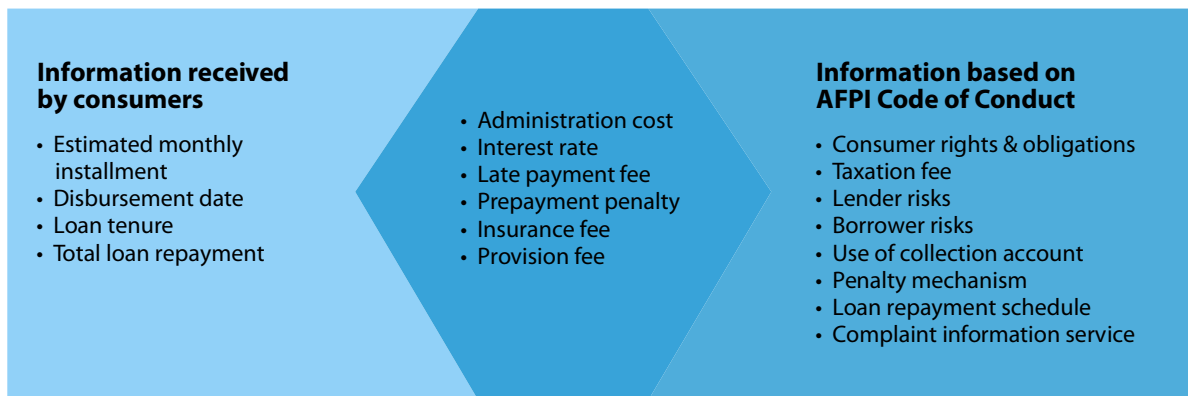 Information received
by consumers
• Estimated monthly
installment
• Disbursement date
• Loan tenure
• Total loan repayment
• Administration cost
• Interest rate
• Late payment fee
• Prepayment penalty
• Insurance fee
• Provision fee
Information based on
AFPI Code of Conduct
• Consumer rights & obligations
• Taxation fee
• Lender risks
• Borrower risks
• Use of collection account
• Penalty mechanism
• Loan repayment schedule
• Complaint information service